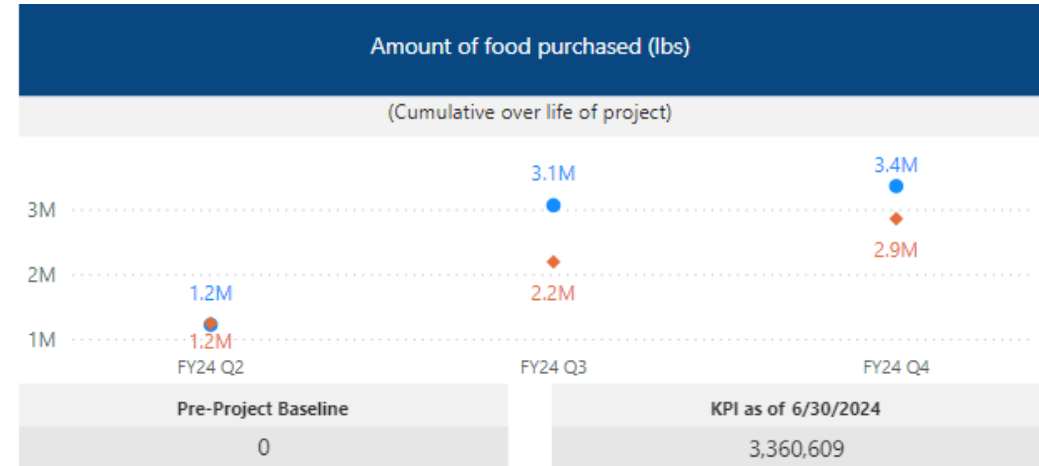 Amount of food purchased (lbs)
(Cumulative over life of project)
3.1M
3.4M
3M
2.9M
2M
1.2M
2.2M
1M
1.2M
FY24 Q2
FY24 Q3
FY24 Q4
Pre-Project Baseline
KPI as of 6/30/2024
0
3,360,609